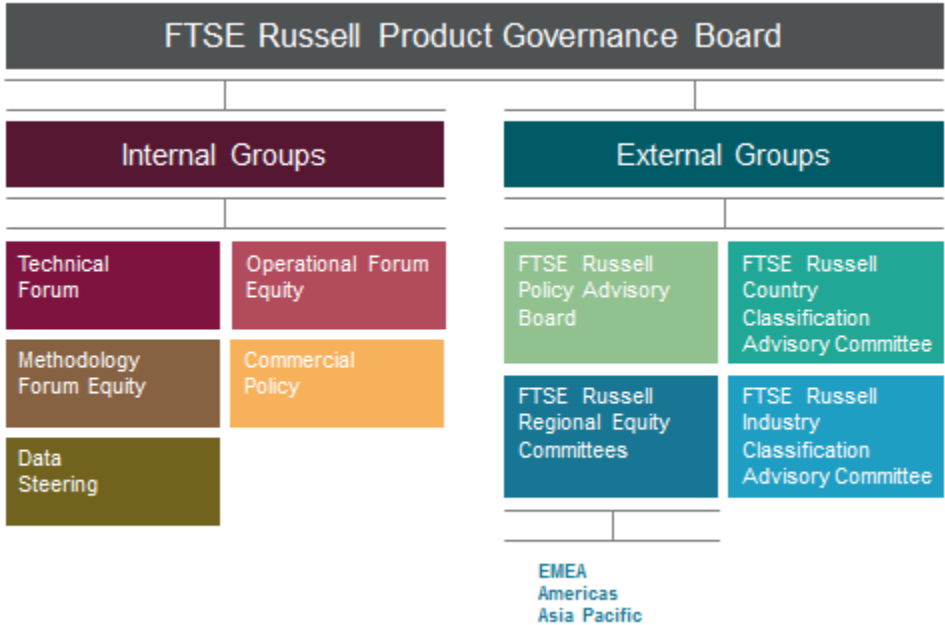 FTSE Russell Product Governance Board
Internal Groups
External Groups
Technical
Forum
Operational Forum
Equity
Methodology
Forum Equity
Commercial
Policy
Data
Steering
FTSE Russell
Policy Advisory
Board
FTSE Russell
Country
Classification
Advisory Committee
FTSE Russell
Regional Equity
Committees
FTSE Russell
Industry
Classification
Advisory Committee
EMEA
Americas
Asia Pacific